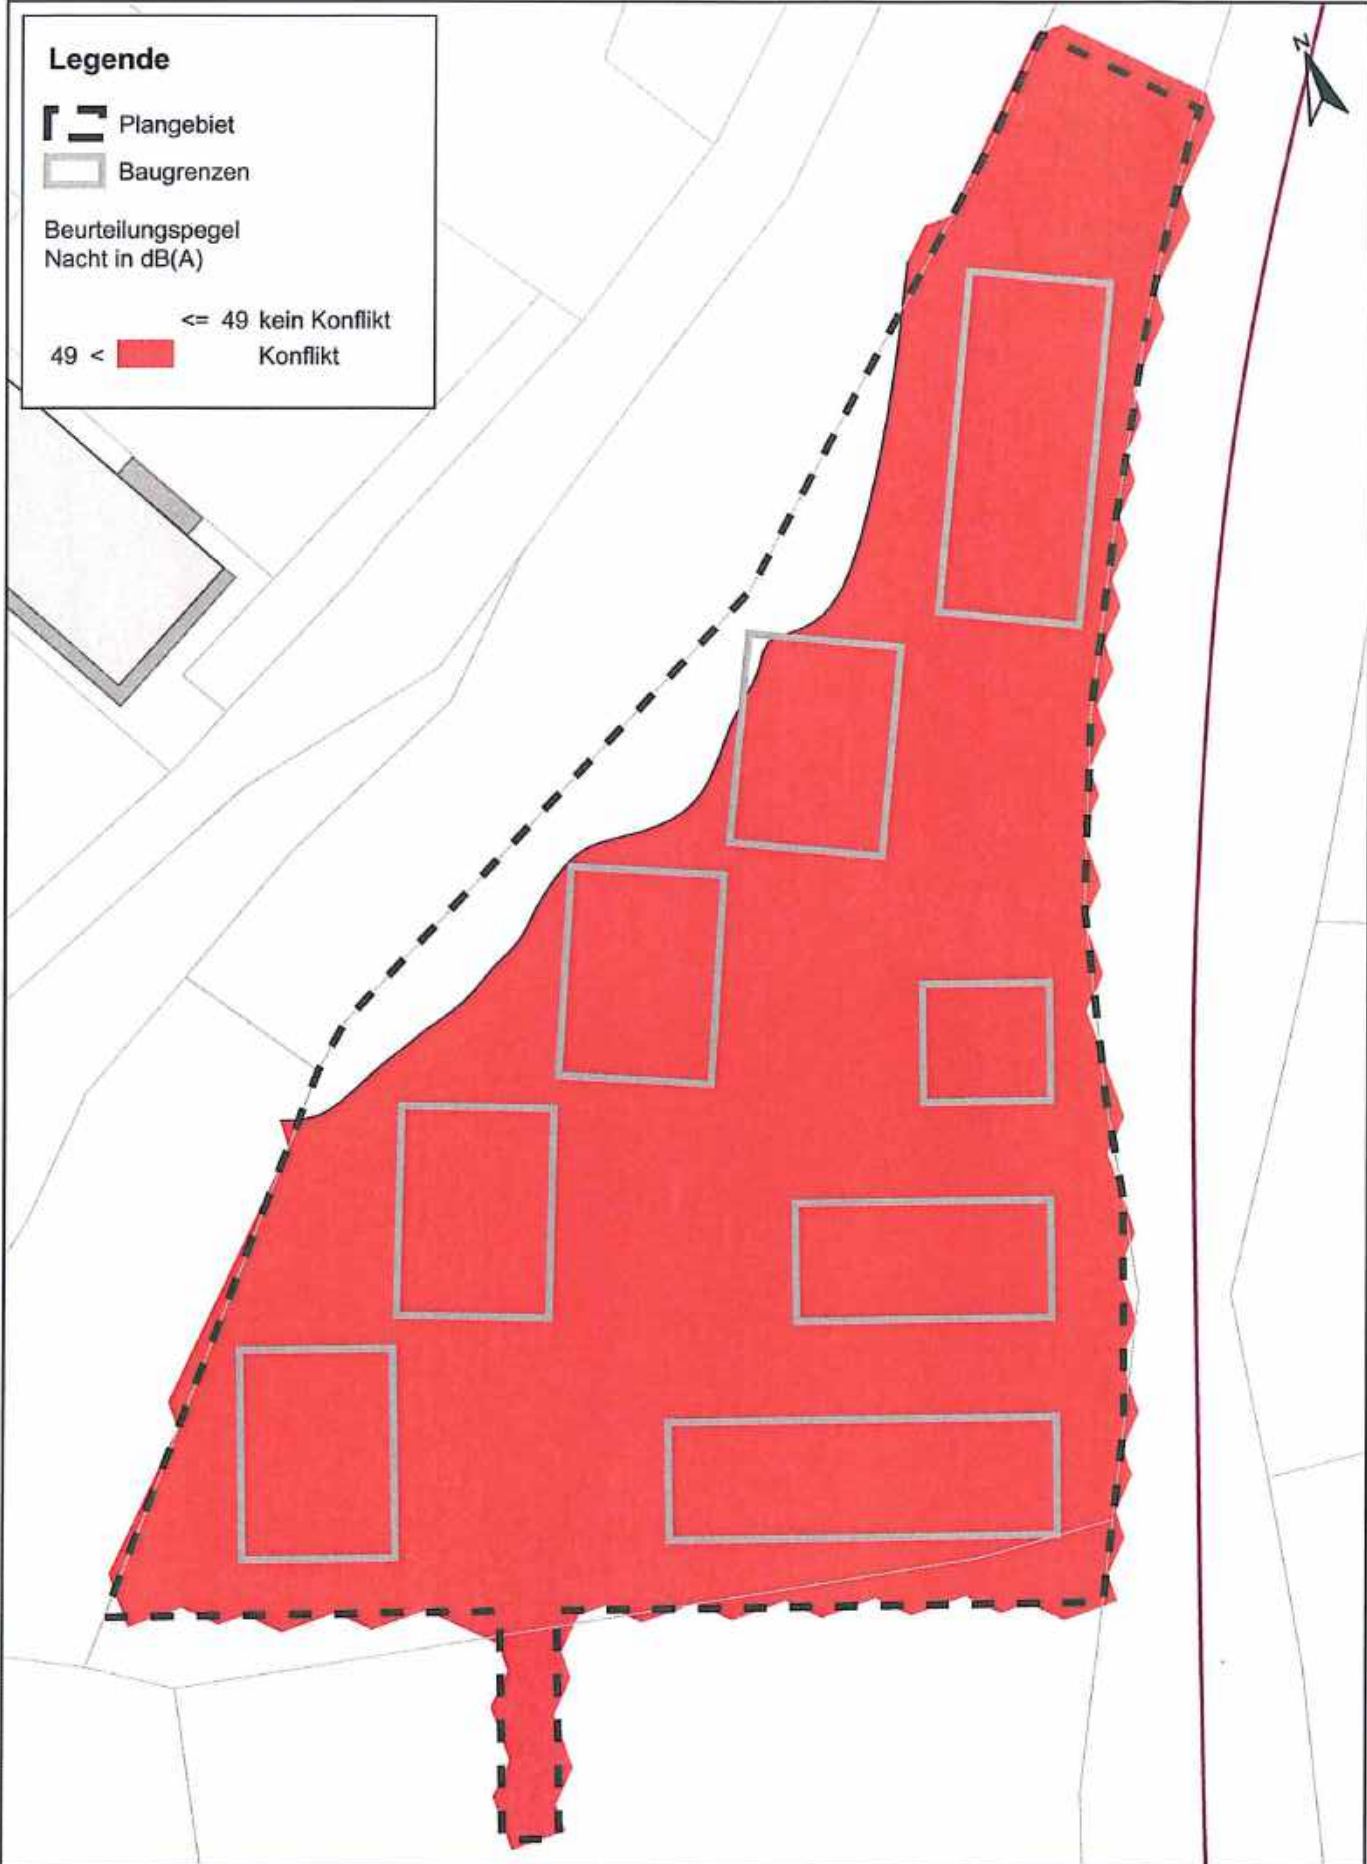 Legende
Plangebiet
Baugrenzen
Beurteilungspegel
Nacht in dB(A)
<= 49 kein Konflikt
49 < Konflikt
N